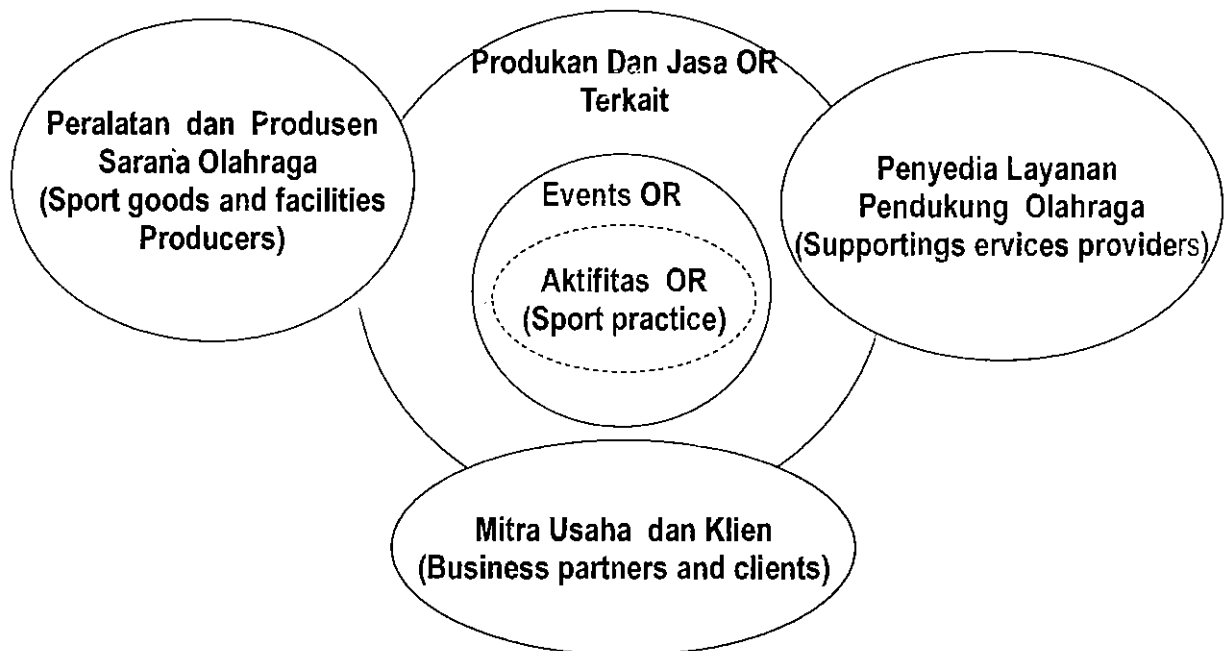 Produkan Dan Jasa OR
Terkait
Peralatan dan Produsen
Sarana Olahraga
(Sport goods and facilities
Producers)
Events OR
Aktifitas OR
(Sport practice)
Penyedia Layanan
Pendukung Olahraga
(Supportings ervices providers)
Mitra Usaha dan Klien
(Business partners and clients)